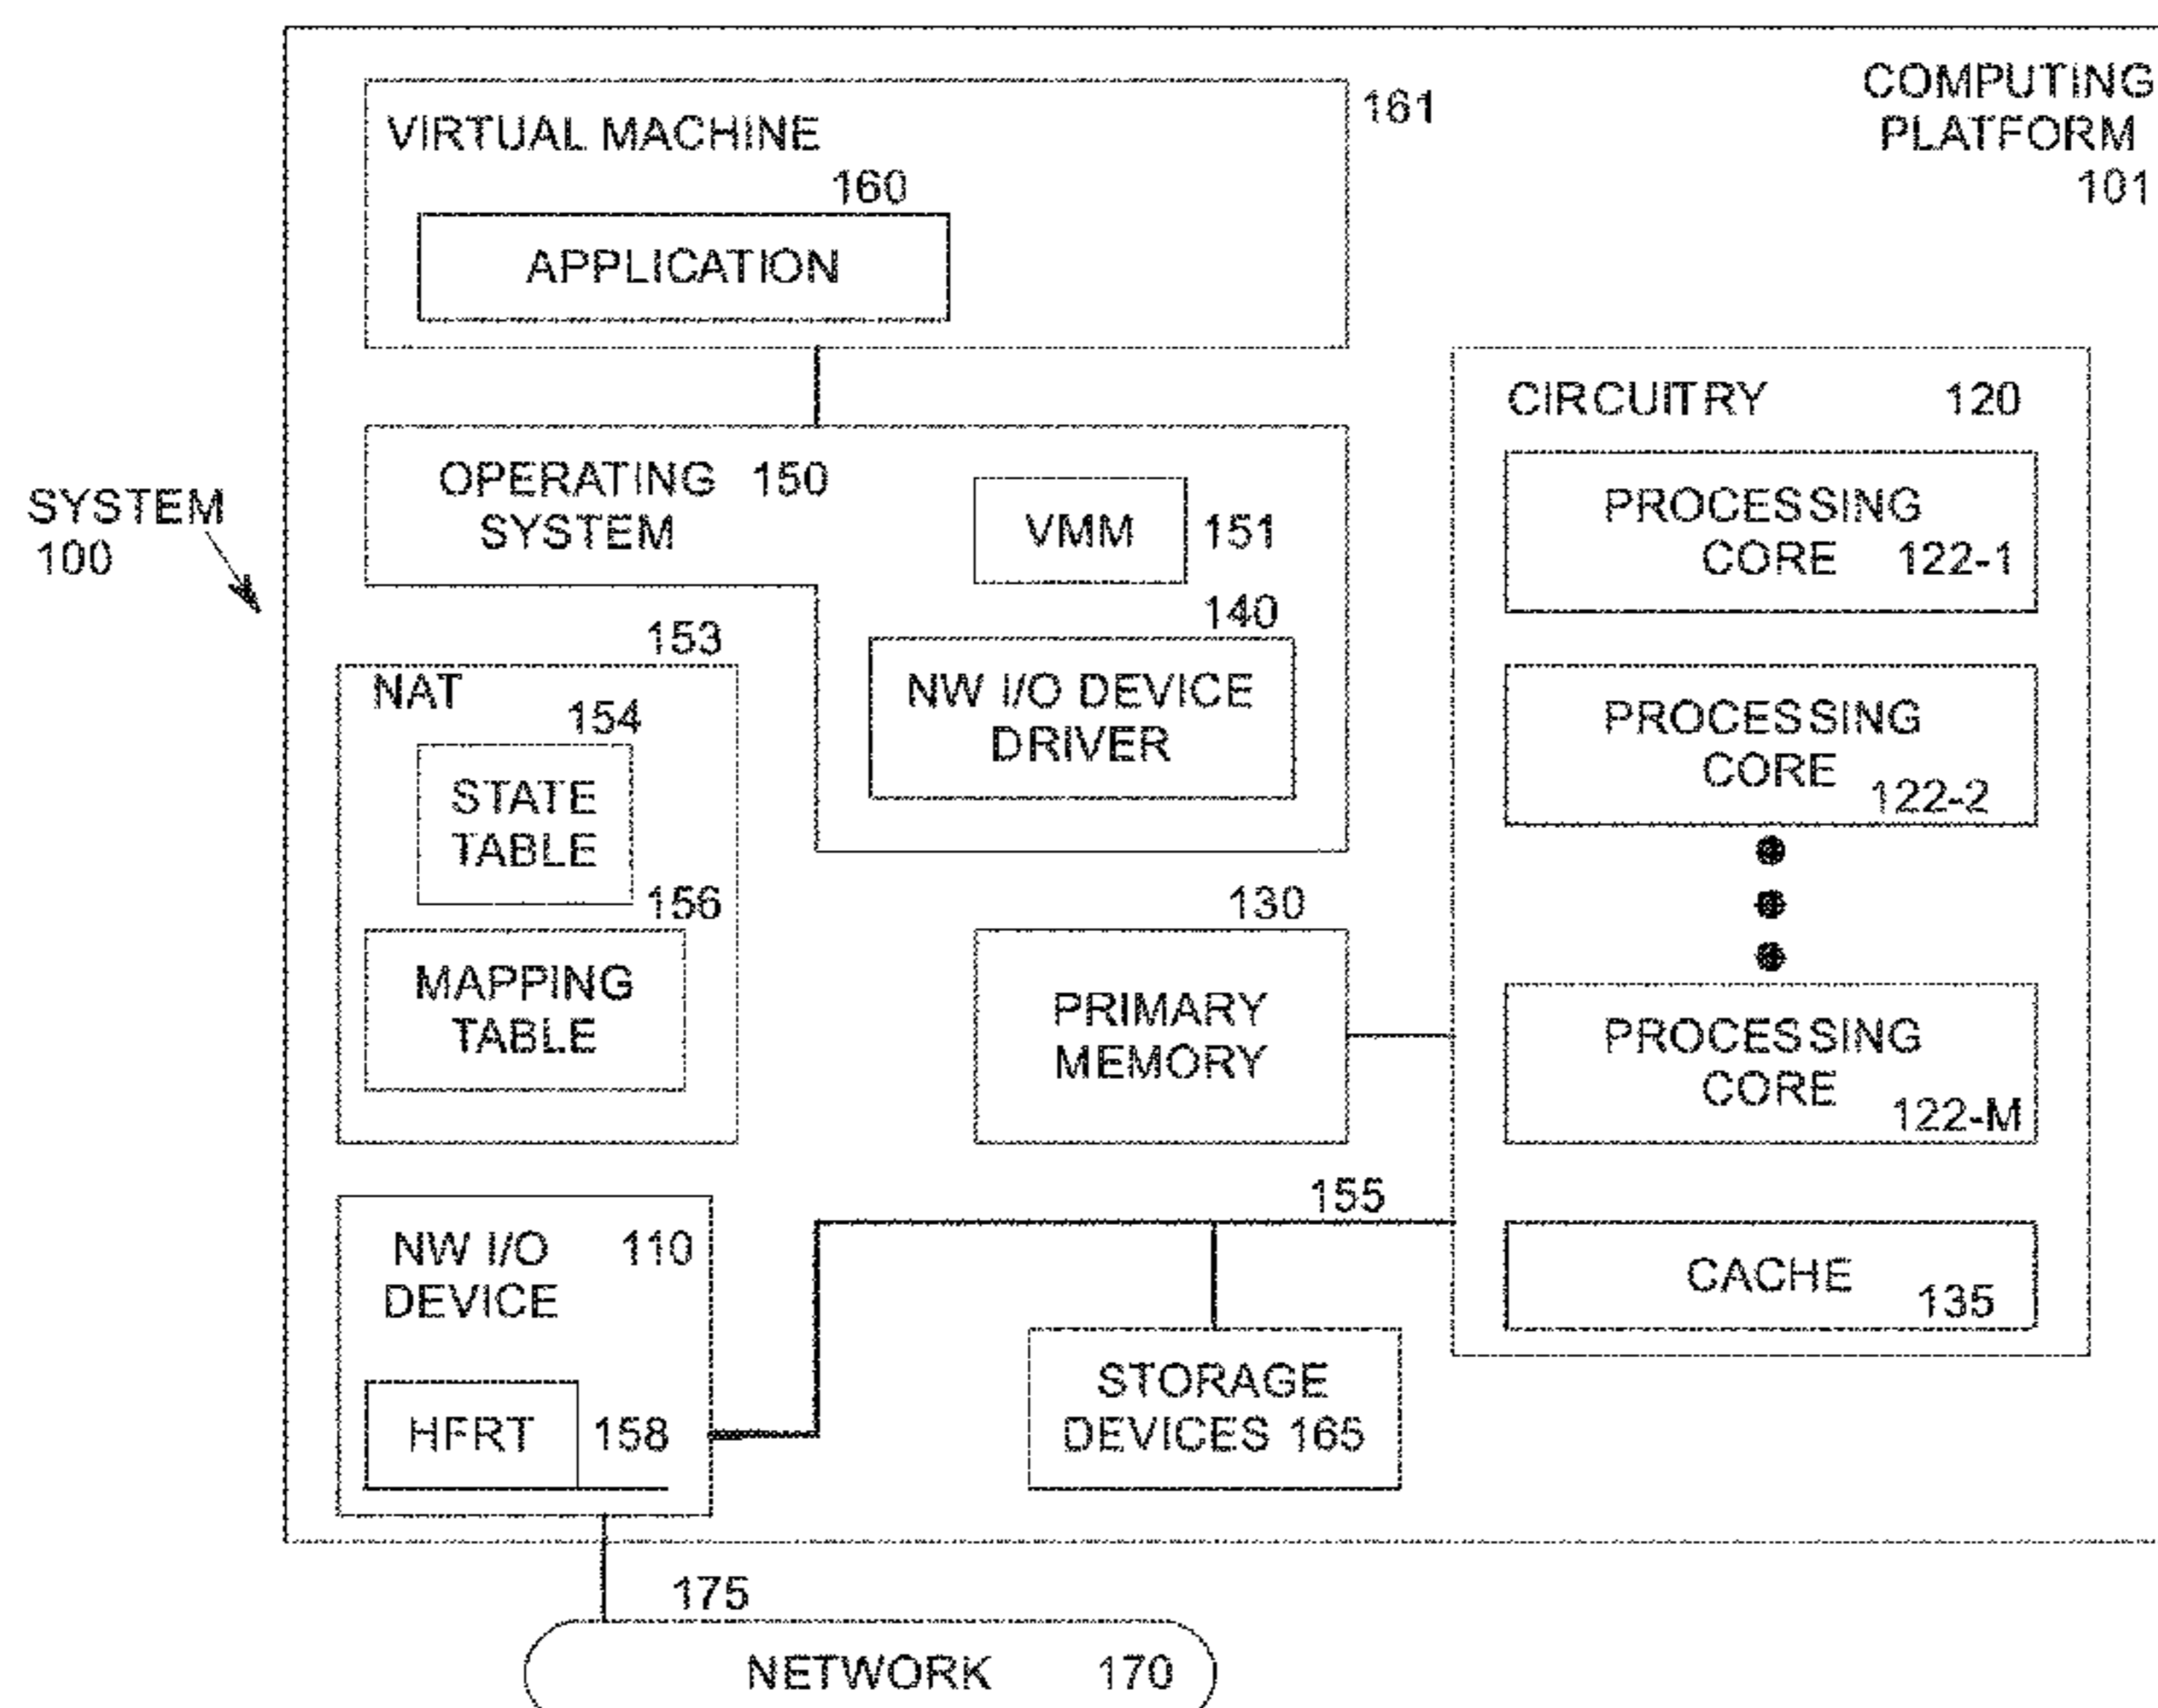 COMPUTING
PLATFORM
101
VIRTUAL MACHINE
161
160
APPLICATION
SYSTEM
100
OPERATING 150
SYSTEM
VMM 151
140
NW I/O DEVICE
DRIVER
153
NAT
154
STATE
TABLE
156
MAPPING
TABLE
130
PRIMARY
MEMORY
CIRCUITRY 120
PROCESSING
CORE 122-1
PROCESSING
CORE
122-2
PROCESSING
CORE
122-M
CACHE
135
155
NW I/O 110
DEVICE
HFRT 158
STORAGE
DEVICES 165
175
NETWORK 170